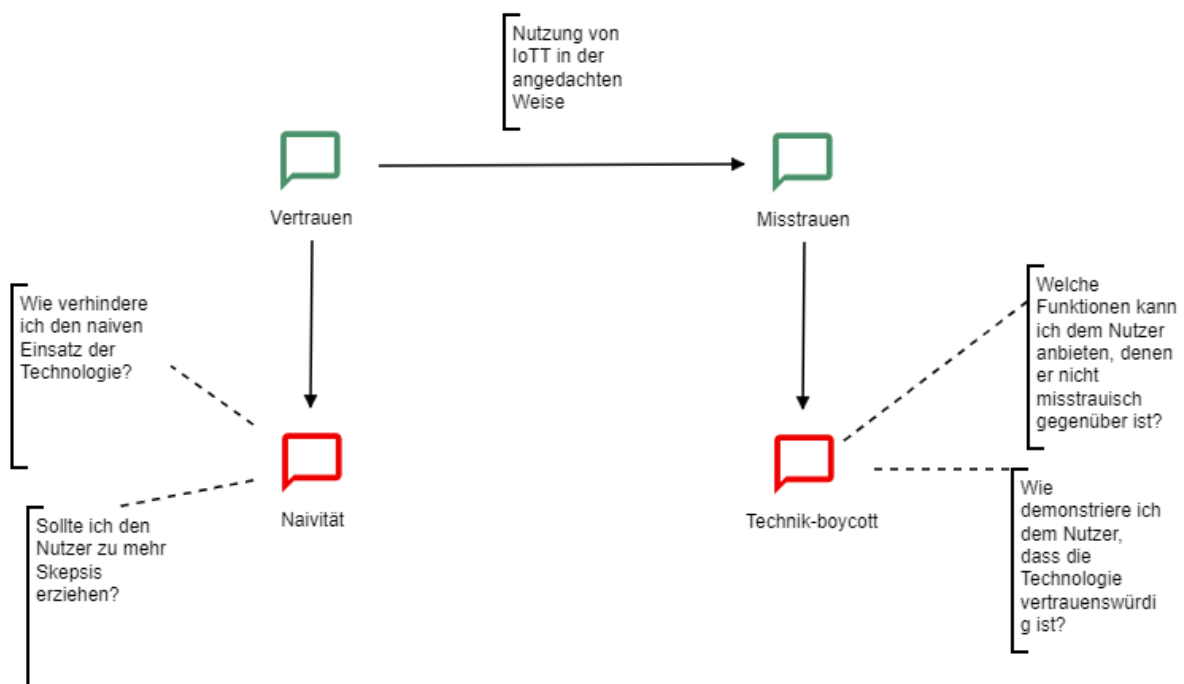 Nutzung von
IoTT in der
angedachten
Weise
Vertrauen
Misstrauen
Wie verhindere
ich den naiven
Einsatz der
Technologie?
Welche
Funktionen kann
ich dem Nutzer
anbieten, denen
er nicht
misstrauisch
gegenüber ist?
Naivität
Technik-boycott
Sollte ich den
Nutzer zu mehr
Skepsis
erziehen?
Wie
demonstriere ich
dem Nutzer,
dass die
Technologie
vertrauenswürdi
g ist?